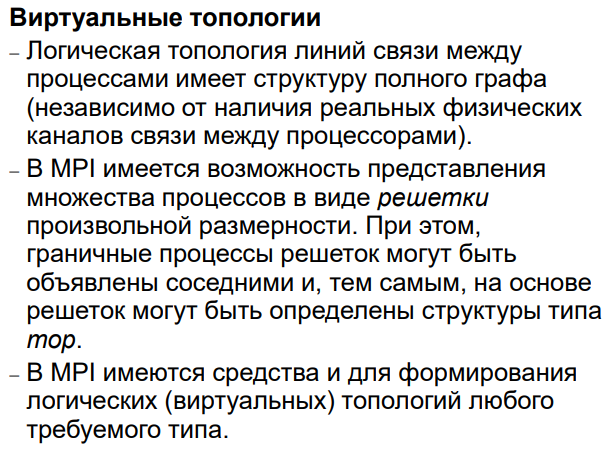 Виртуальные топологии
– Логическая топология линий связи между
процессами имеет структуру полного графа
(независимо от наличия реальных физических
каналов связи между процессорами).
– В MPI имеется возможность представления
множества процессов в виде решетки
произвольной размерности. При этом,
граничные процессы решеток могут быть
объявлены соседними и, тем самым, на основе
решеток могут быть определены структуры типа
тор.
– В MPI имеются средства и для формирования
логических (виртуальных) топологий любого
требуемого типа.